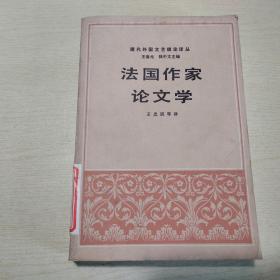 现代外国文艺理论译丛
王春元 钱中文主编
法国作家
论文学
王忠琪等译